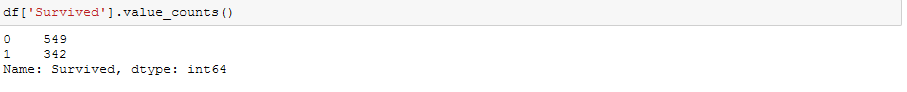 df['Survived'].value_counts()
0    549
1    342
Name: Survived, dtype: int64